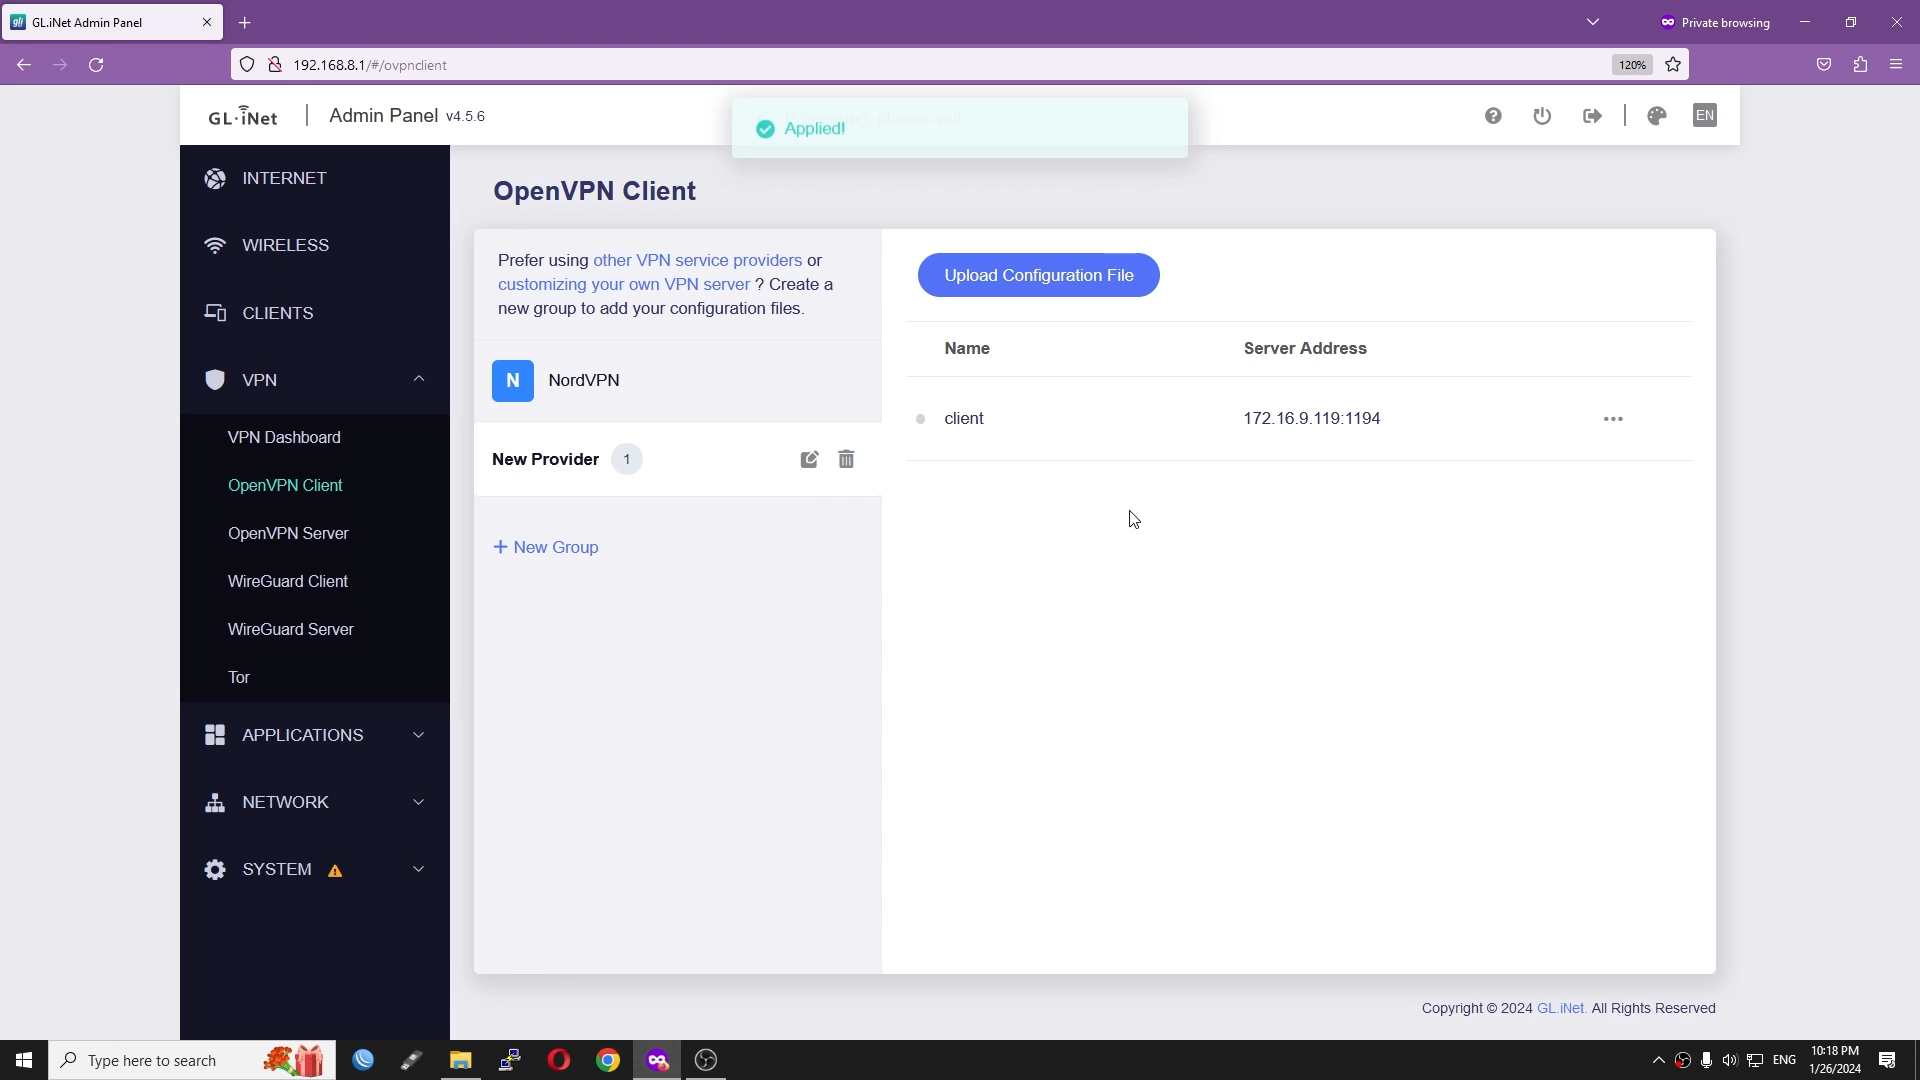 GL.iNet Admin Panel
Private browsing
192.168.8.1/#/ovpnclient
120%
GL·iNet
Admin Panel v4.5.6
Applied!
EN
INTERNET
WIRELESS
CLIENTS
VPN
VPN Dashboard
OpenVPN Client
OpenVPN Server
WireGuard Client
WireGuard Server
Tor
APPLICATIONS
NETWORK
SYSTEM
OpenVPN Client
Prefer using other VPN service providers or
customizing your own VPN server ? Create a
new group to add your configuration files.
N NordVPN
New Provider 1
+ New Group
Upload Configuration File
Name Server Address
client 172.16.9.119:1194
Copyright © 2024 GL.iNet. All Rights Reserved
Type here to search
ENG
10:18 PM
1/26/2024